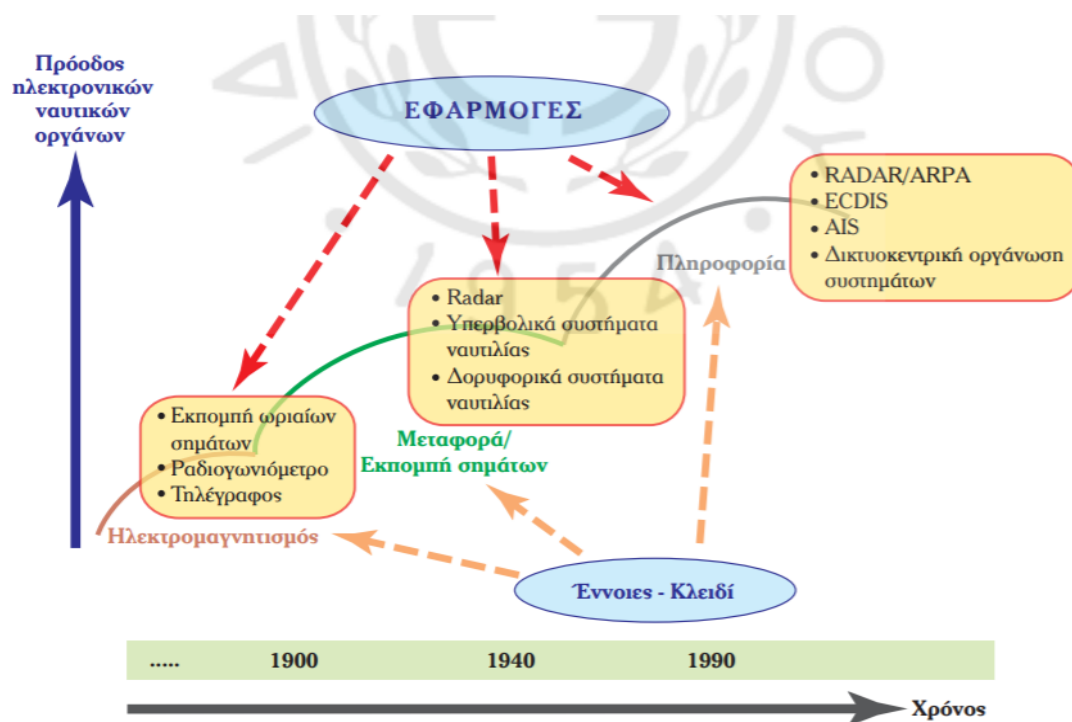 Πρόοδος
ηλεκτρονικών
ναυτικών
οργάνων
ΕΦΑΡΜΟΓΕΣ
• RADAR/ARPA
• ECDIS
• AIS
• Δικτυοκεντρική οργάνωση
συστημάτων
Πληροφορία
1954
• Radar
• Υπερβολικά συστήματα
ναυτιλίας
• Δορυφορικά συστήματα
ναυτιλίας
• Εκπομπή ωριαίων
σημάτων
• Ραδιογωνιόμετρο
• Τηλέγραφος
Μεταφορά/
Εκπομπή σημάτων
Ηλεκτρομαγνητισμός
Έννοιες - Κλειδί
..... 1900 1940 1990
Χρόνος